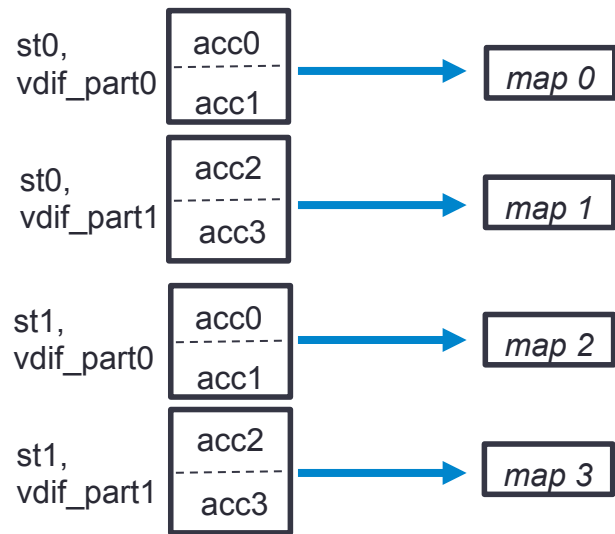 st0,
vdif_part0
acc0
acc1
map 0
st0,
vdif_part1
acc2
acc3
map 1
st1,
vdif_part0
acc0
acc1
map 2
st1,
vdif_part1
acc2
acc3
map 3